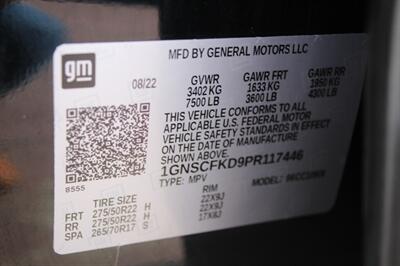 gm
MFD BY GENERAL MOTORS LLC
08/22
GVWR GAWR FRT GAWR RR
3402 KG 1633 KG 1950 KG
7500 LB 3600 LB 4300 LB
THIS VEHICLE CONFORMS TO ALL
APPLICABLE U.S. FEDERAL MOTOR
VEHICLE SAFETY STANDARDS IN EFFECT
ON THE DATE OF MANUFACTURE SHOWN ABOVE.
1GNSCFKD9PR117446
8555
TYPE: MPV MODEL:
TIRE SIZE RIM
FRT 275/50R22 H 22X9J
RR 275/50R22 H 22X9J
SPA 265/70R17 S 17X8J